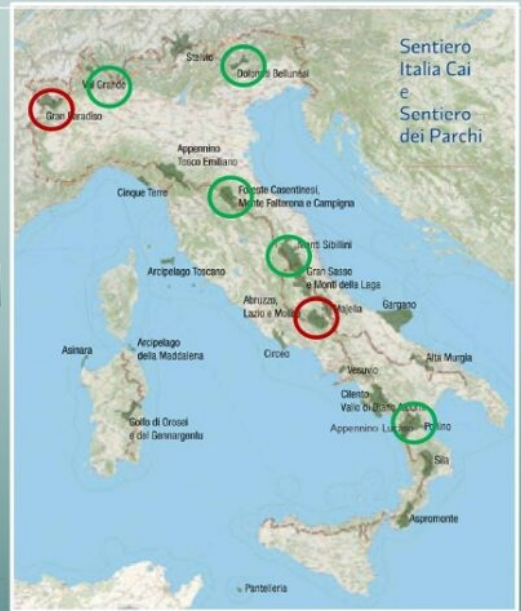 Sentiero
Italia Cai
e
Sentiero
dei Parchi
Stelvio
Dolomiti Bellunesi
Val Grande
Gran Paradiso
Appennino
Tosco Emiliano
Cinque Terre
Foreste Casentinesi,
Monte Falterona e Campigna
Monti Sibillini
Arcipelago Toscano
Gran Sasso
e Monti della Laga
Abruzzo,
Lazio e Molise
Majella
Gargano
Circeo
Asinara
Arcipelago
della Maddalena
Alta Murgia
Vesuvio
Cilento
Vallo di Diano
Appennino Lucano
Pollino
Golfo di Orosei
e del Gennargentu
Sila
Aspromonte
Pantelleria